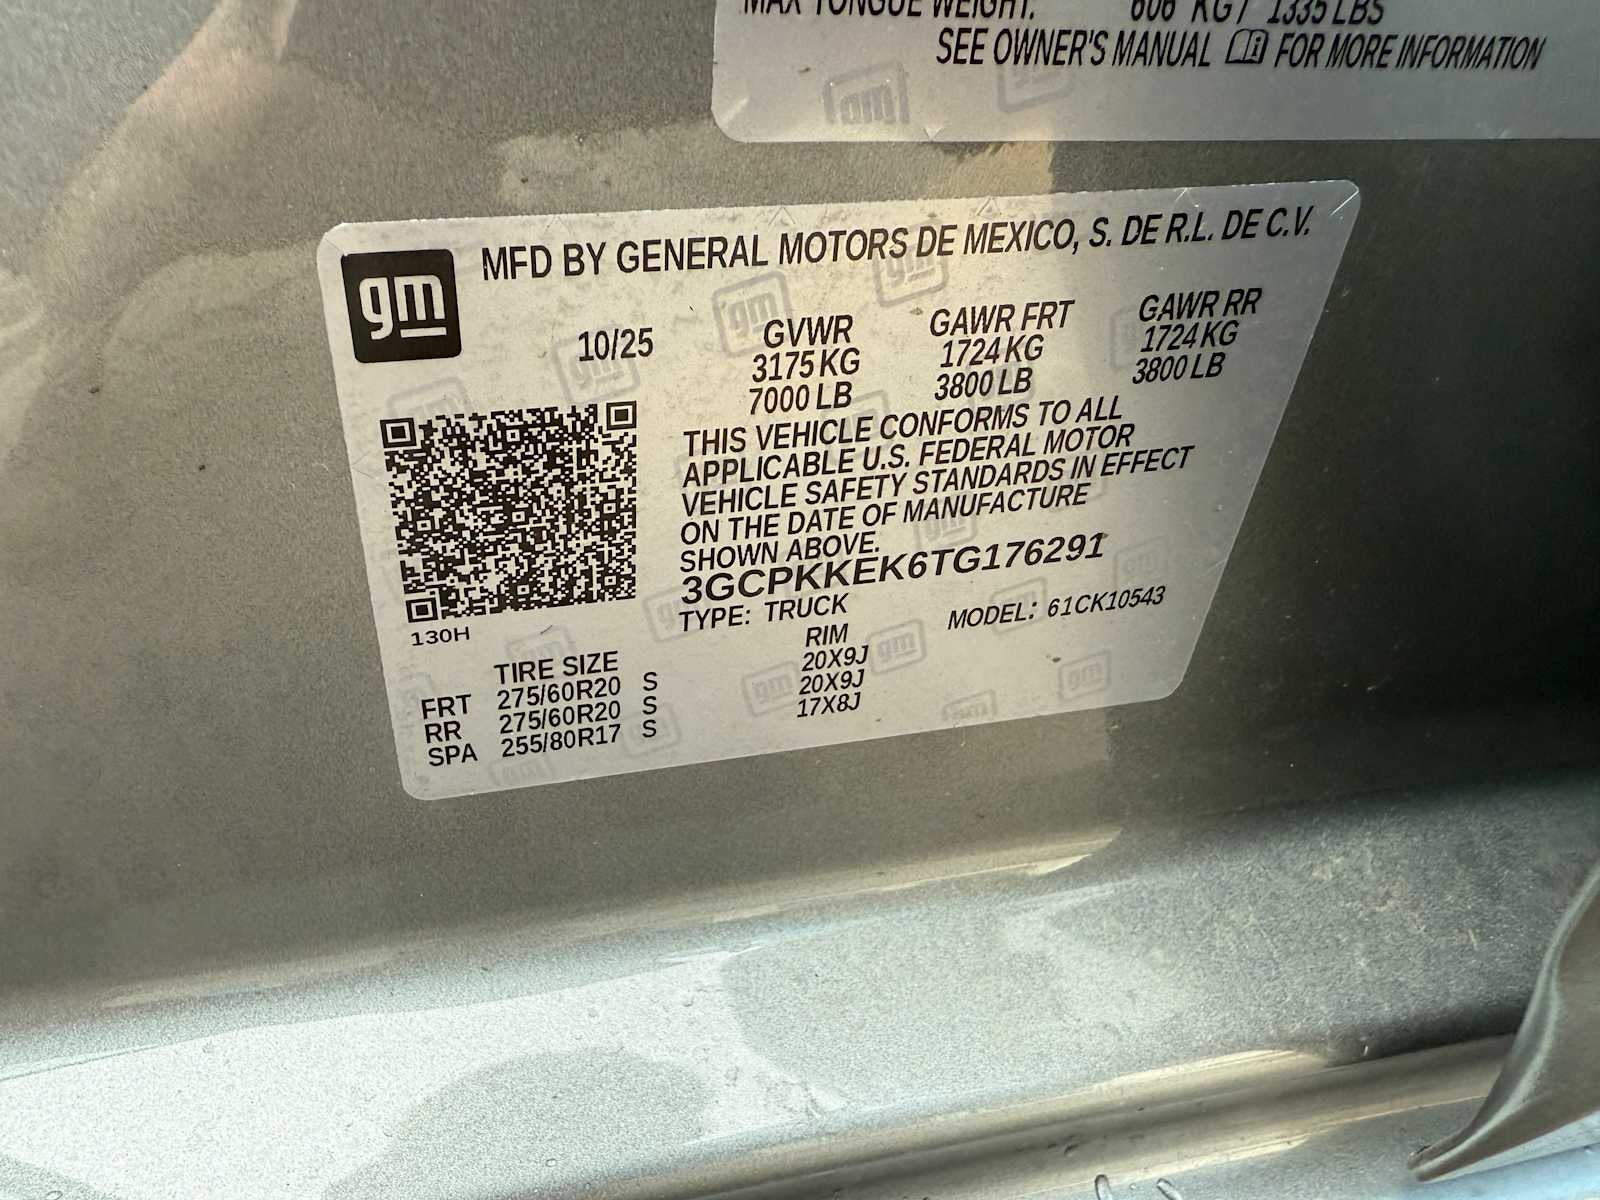 MAX TONGUE WEIGHT: 606 KG / 1335 LBS
SEE OWNER'S MANUAL FOR MORE INFORMATION
gm
MFD BY GENERAL MOTORS DE MEXICO, S. DE R.L. DE C.V.
10/25 GVWR GAWR FRT GAWR RR
3175 KG 1724 KG 1724 KG
7000 LB 3800 LB 3800 LB
THIS VEHICLE CONFORMS TO ALL
APPLICABLE U.S. FEDERAL MOTOR
VEHICLE SAFETY STANDARDS IN EFFECT
ON THE DATE OF MANUFACTURE
SHOWN ABOVE.
3GCPKKEK6TG176291
TYPE: TRUCK MODEL: 61CK10543
130H
TIRE SIZE RIM
FRT 275/60R20 S 20X9J
RR 275/60R20 S 20X9J
SPA 255/80R17 S 17X8J